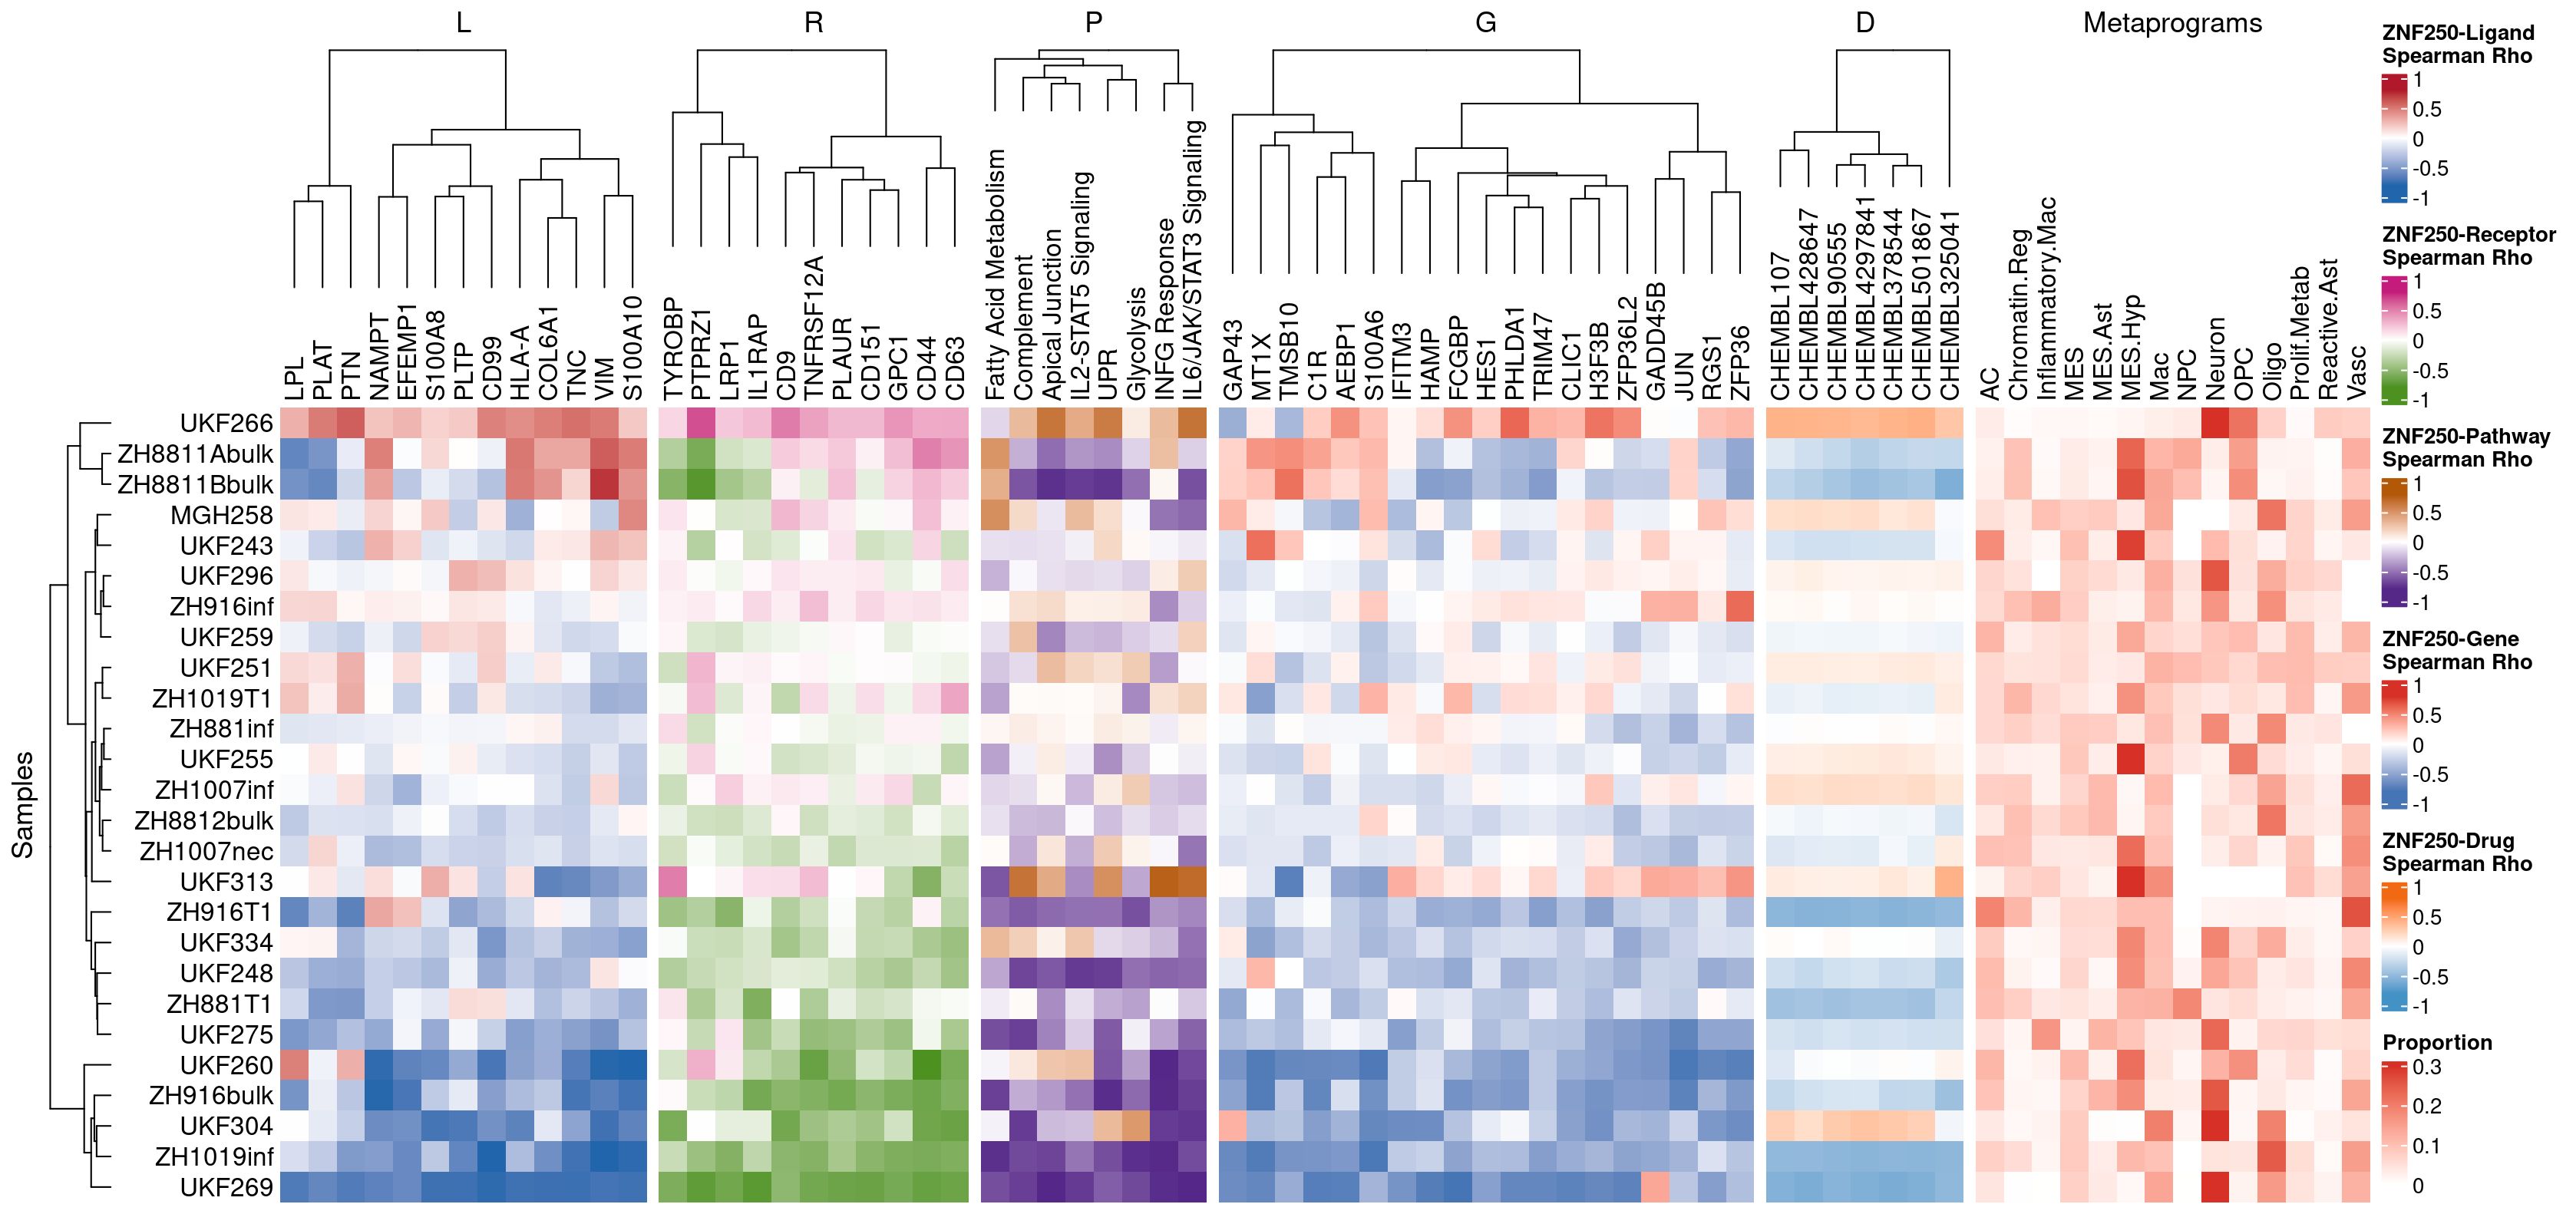 L R P G D Metaprograms
LPL
PLAT
PTN
NAMPT
EFEMP1
S100A8
PLTP
CD99
HLA-A
COL6A1
TNC
VIM
S100A10
TYROBP
PTPRZ1
LRP1
IL1RAP
CD9
TNFRSF12A
PLAUR
CD151
GPC1
CD44
CD63
Fatty Acid Metabolism
Complement
Apical Junction
IL2-STAT5 Signaling
UPR
Glycolysis
INFG Response
IL6/JAK/STAT3 Signaling
GAP43
MT1X
TMSB10
C1R
AEBP1
S100A6
IFITM3
HAMP
FCGBP
HES1
PHLDA1
TRIM47
CLIC1
H3F3B
ZFP36L2
GADD45B
JUN
RGS1
ZFP36
CHEMBL107
CHEMBL428647
CHEMBL90555
CHEMBL4297841
CHEMBL378544
CHEMBL501867
CHEMBL325041
AC
Chromatin.Reg
Inflammatory.Mac
MES
MES.Ast
MES.Hyp
Mac
NPC
Neuron
OPC
Oligo
Prolif.Metab
Reactive.Ast
Vasc
Samples
UKF266
ZH8811Abulk
ZH8811Bbulk
MGH258
UKF243
UKF296
ZH916inf
UKF259
UKF251
ZH1019T1
ZH881inf
UKF255
ZH1007inf
ZH8812bulk
ZH1007nec
UKF313
ZH916T1
UKF334
UKF248
ZH881T1
UKF275
UKF260
ZH916bulk
UKF304
ZH1019inf
UKF269
ZNF250-Ligand
Spearman Rho
1
0.5
0
-0.5
-1
ZNF250-Receptor
Spearman Rho
1
0.5
0
-0.5
-1
ZNF250-Pathway
Spearman Rho
1
0.5
0
-0.5
-1
ZNF250-Gene
Spearman Rho
1
0.5
0
-0.5
-1
ZNF250-Drug
Spearman Rho
1
0.5
0
-0.5
-1
Proportion
0.3
0.2
0.1
0